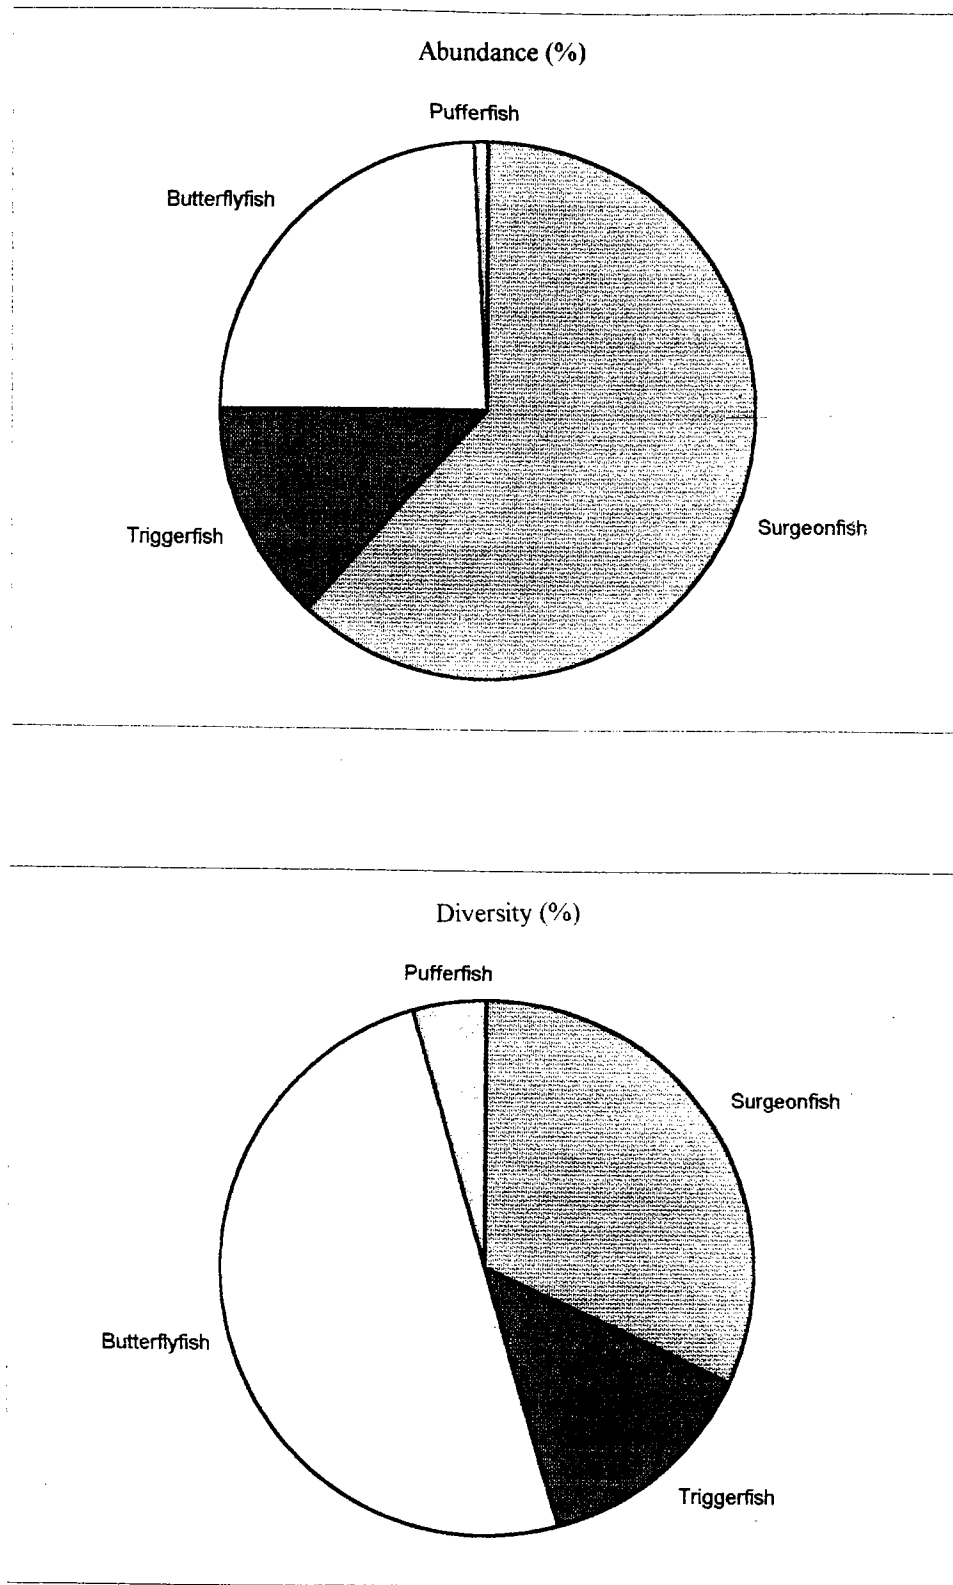 Abundance (%)
Pufferfish
Butterflyfish
Surgeonfish
Triggerfish
Diversity (%)
Pufferfish
Surgeonfish
Butterflyfish
Triggerfish